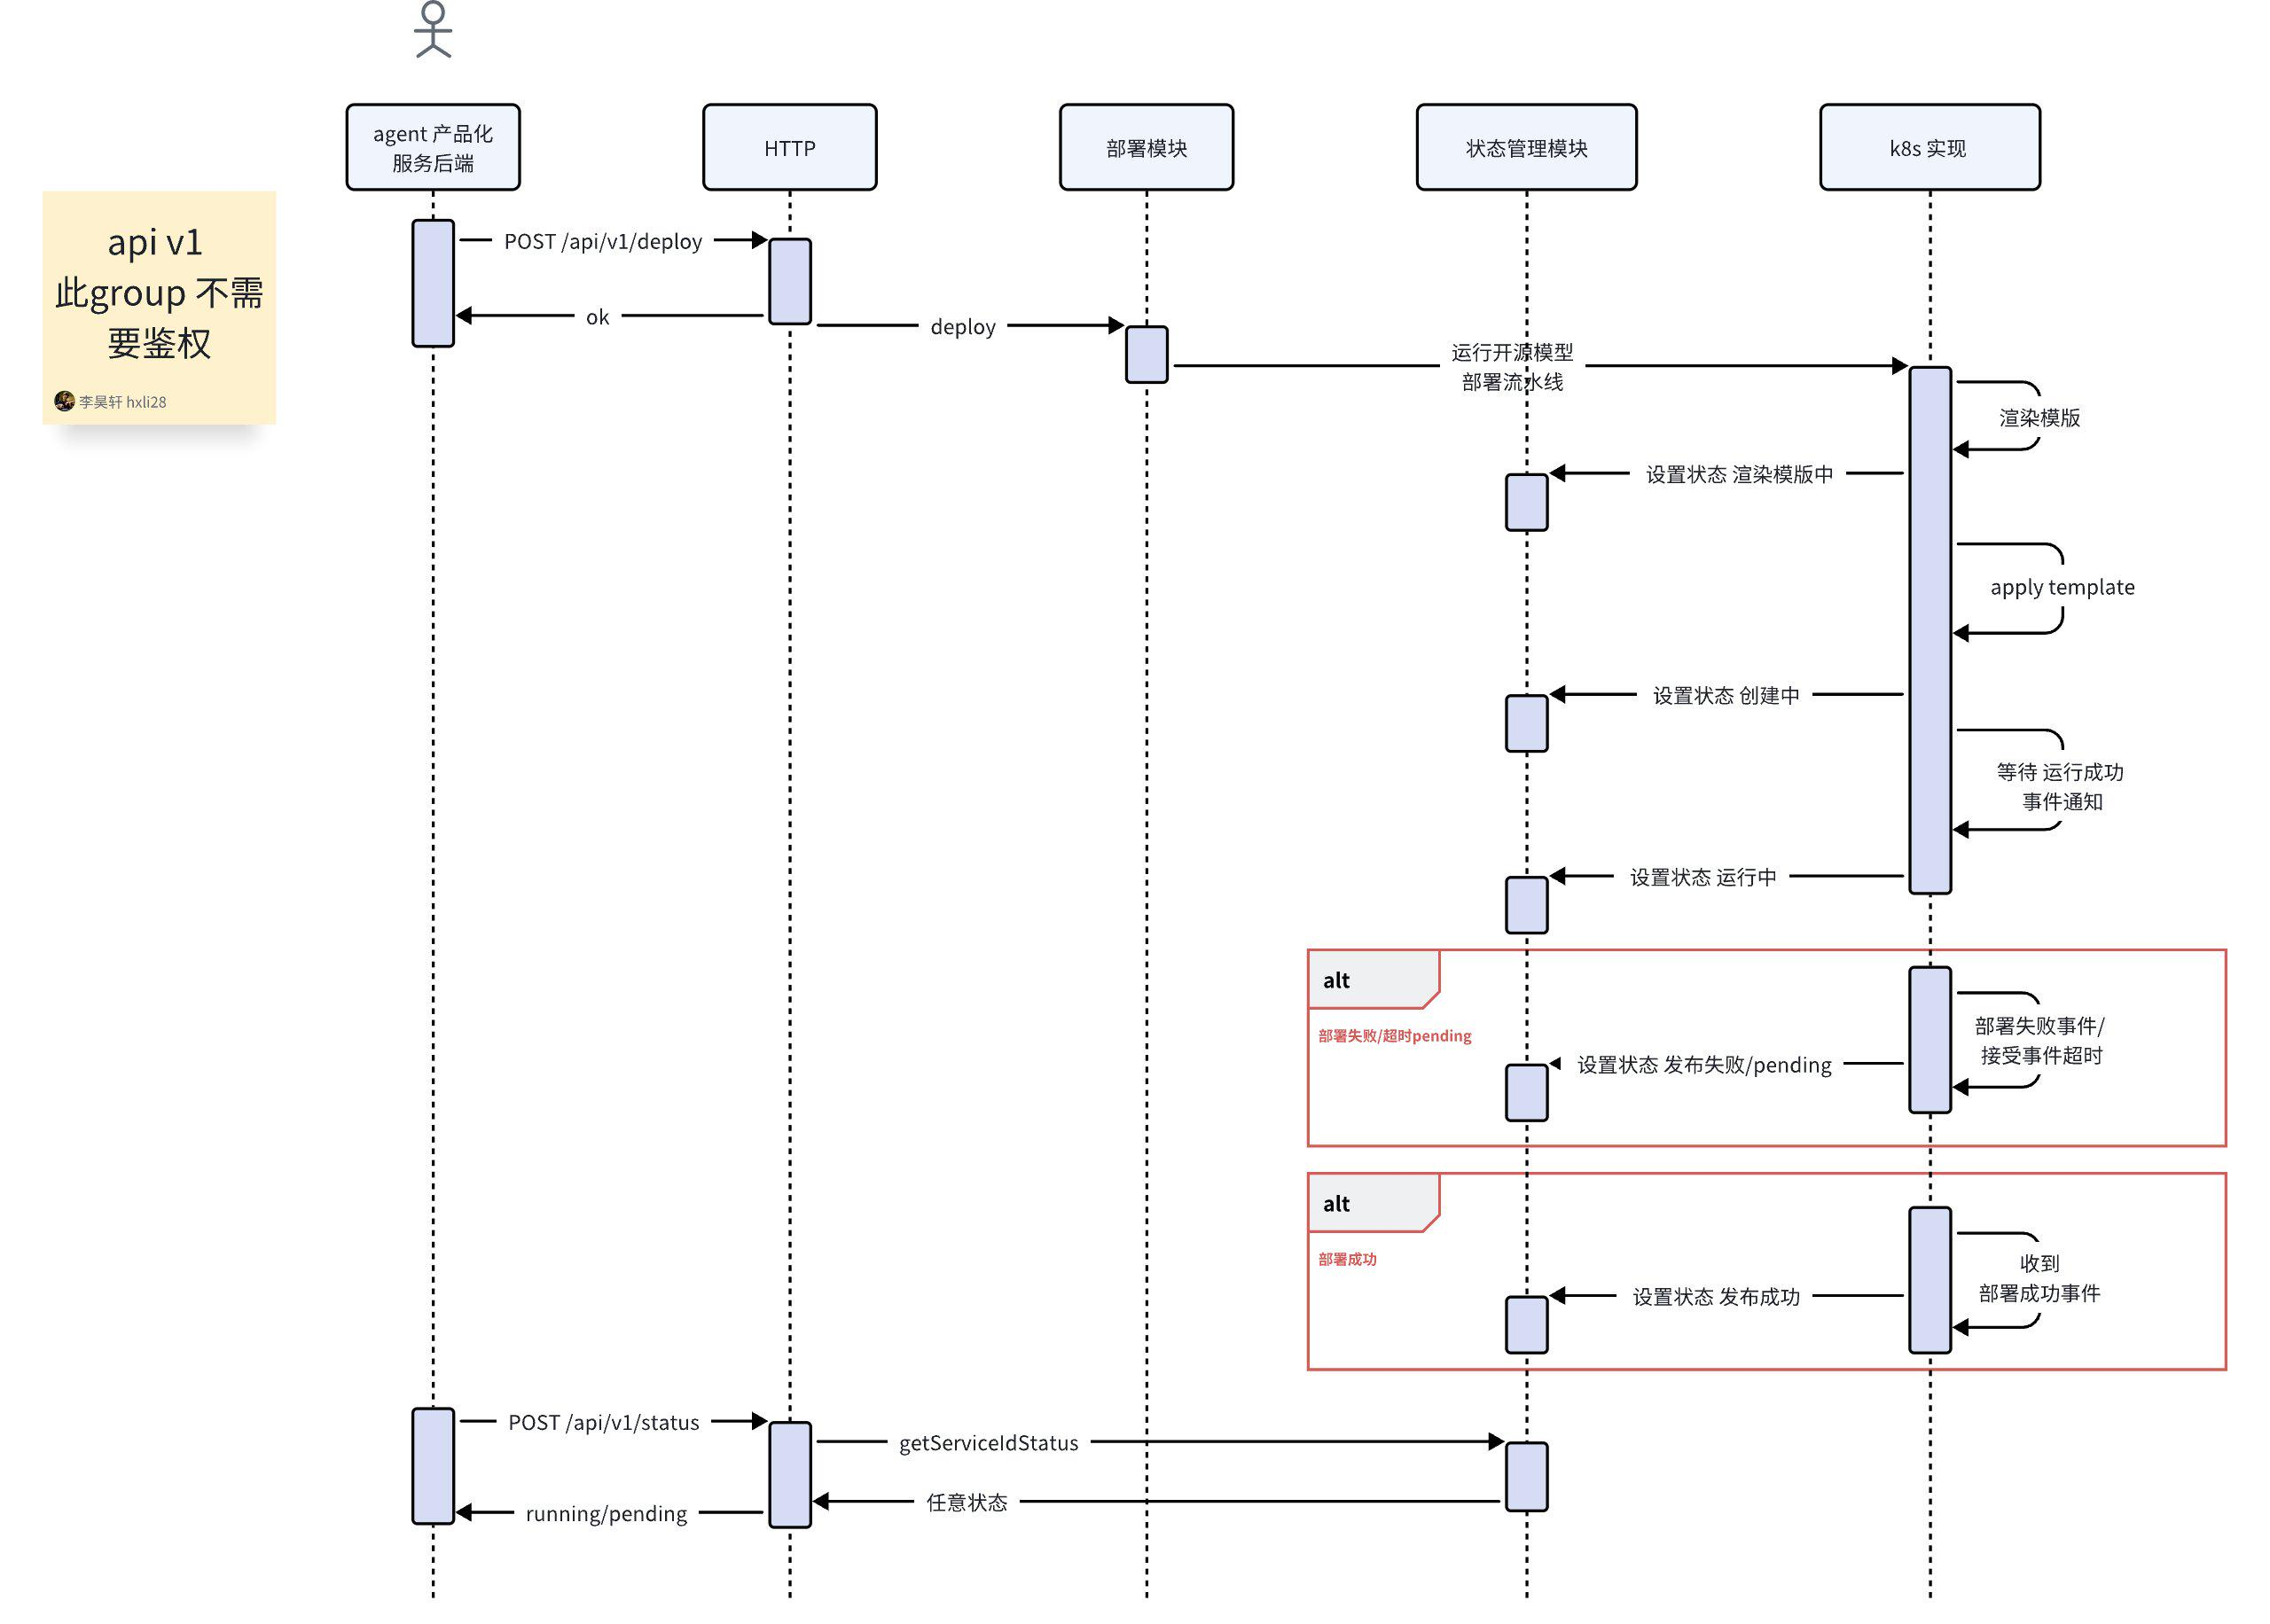 agent 产品化
服务后端
HTTP
部署模块
状态管理模块
k8s 实现
api v1
此group 不需
要鉴权
李昊轩 hxli28
POST /api/v1/deploy
ok
deploy
运行开源模型
部署流水线
渲染模版
设置状态 渲染模版中
apply template
设置状态 创建中
等待 运行成功
事件通知
设置状态 运行中
alt
部署失败/超时pending
部署失败事件/
接受事件超时
设置状态 发布失败/pending
alt
部署成功
收到
部署成功事件
设置状态 发布成功
POST /api/v1/status
getServiceIdStatus
任意状态
running/pending